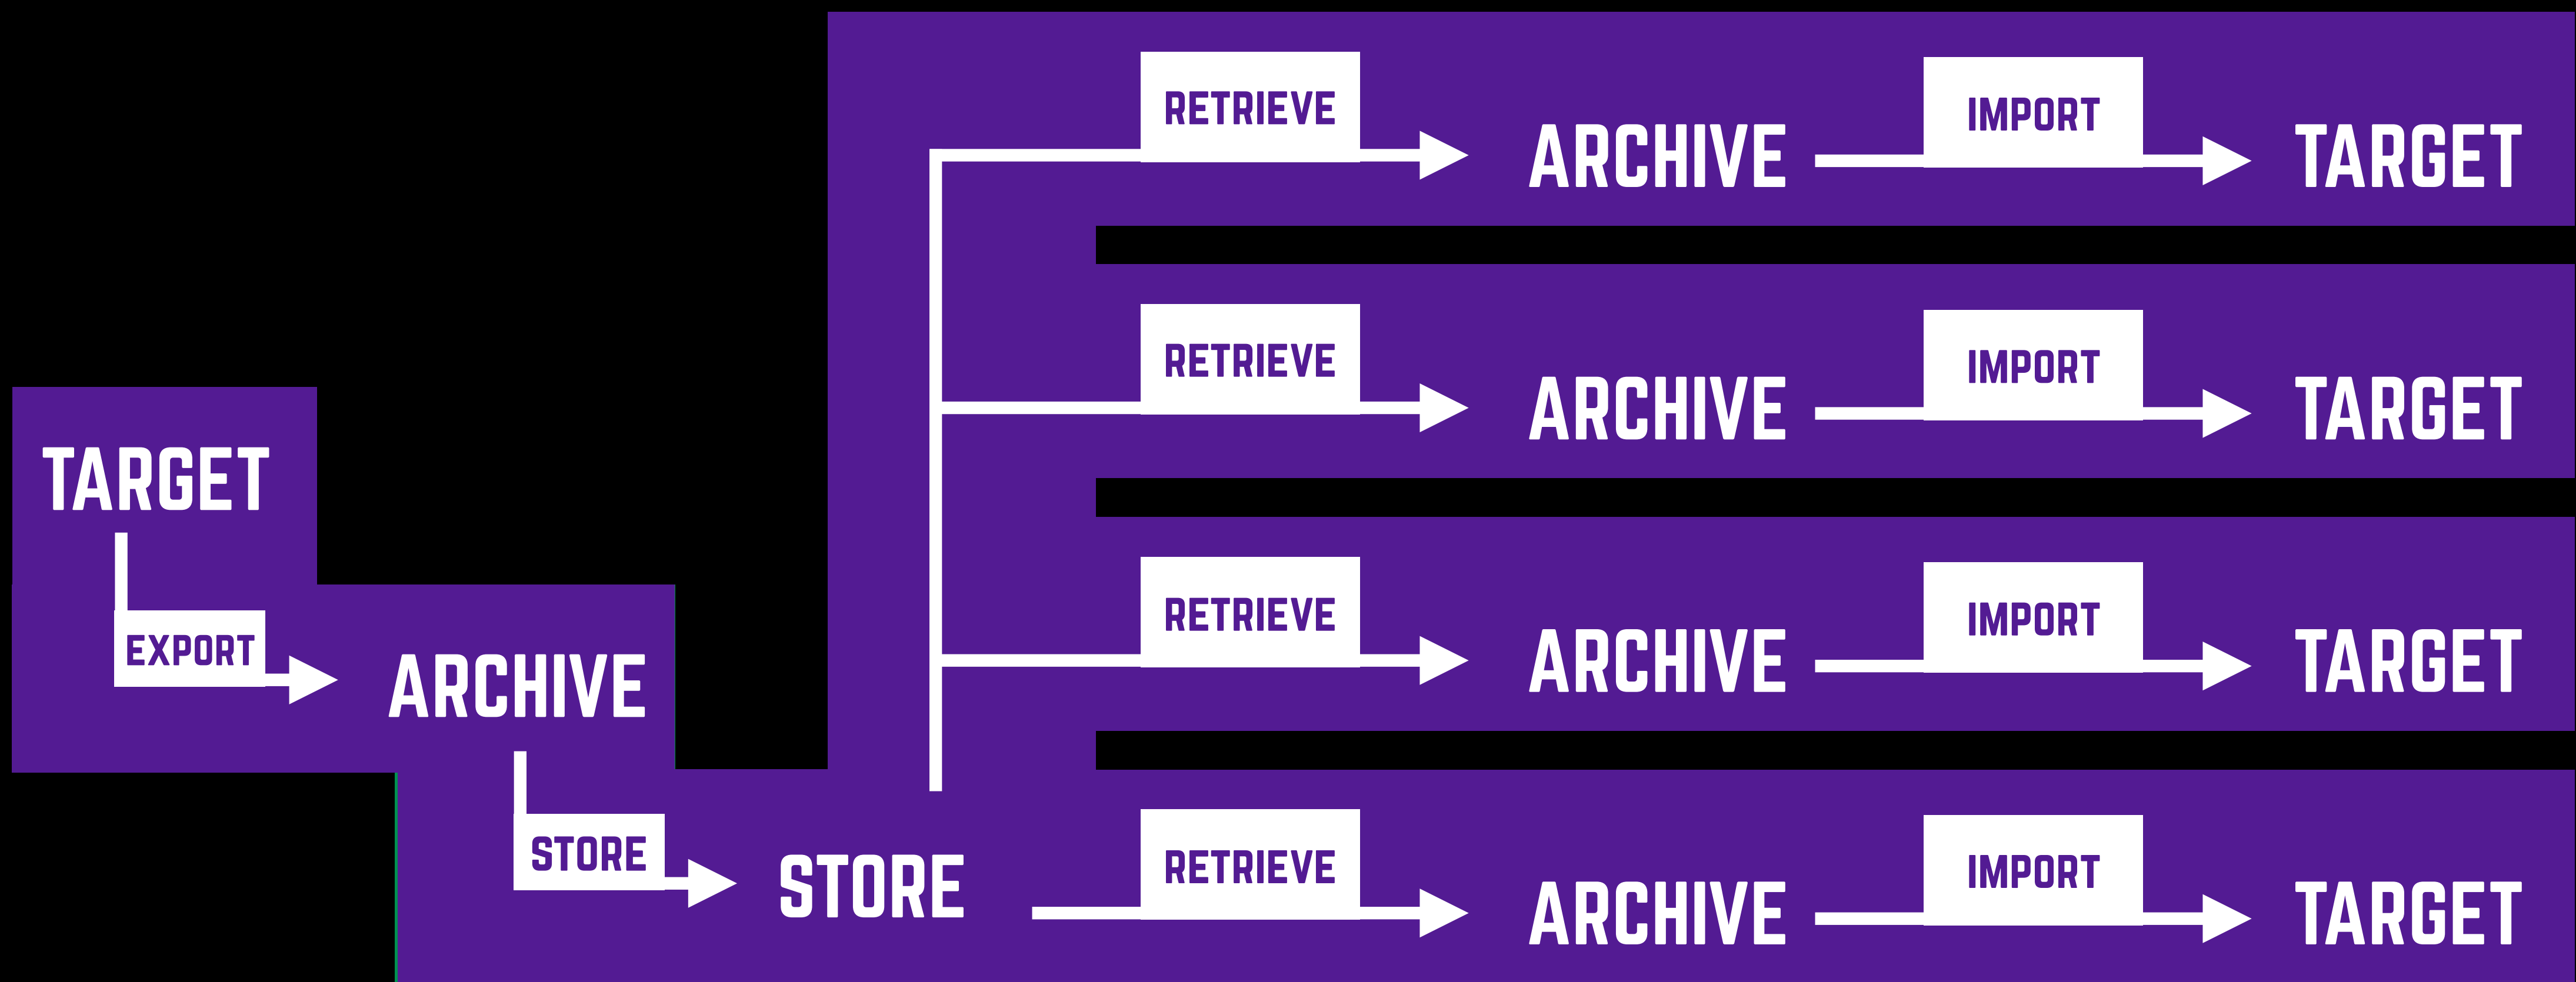 RETRIEVE
ARCHIVE
IMPORT
TARGET
RETRIEVE
ARCHIVE
IMPORT
TARGET
TARGET
EXPORT
ARCHIVE
RETRIEVE
ARCHIVE
IMPORT
TARGET
STORE
STORE
RETRIEVE
ARCHIVE
IMPORT
TARGET